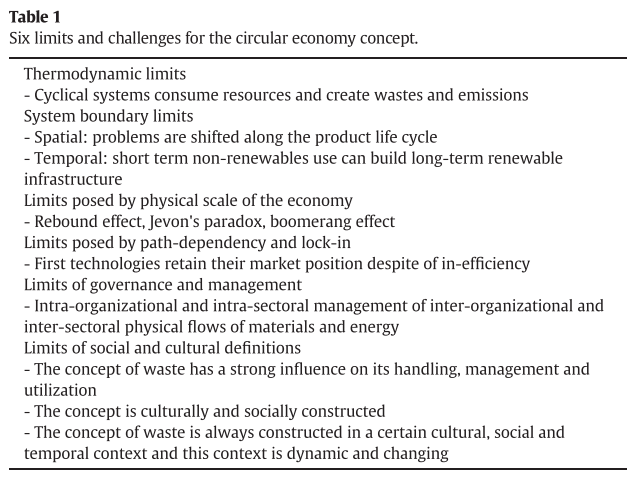 Table 1
Six limits and challenges for the circular economy concept.
Thermodynamic limits
- Cyclical systems consume resources and create wastes and emissions
System boundary limits
- Spatial: problems are shifted along the product life cycle
- Temporal: short term non-renewables use can build long-term renewable
infrastructure
Limits posed by physical scale of the economy
- Rebound effect, Jevon's paradox, boomerang effect
Limits posed by path-dependency and lock-in
- First technologies retain their market position despite of in-efficiency
Limits of governance and management
- Intra-organizational and intra-sectoral management of inter-organizational and
inter-sectoral physical flows of materials and energy
Limits of social and cultural definitions
- The concept of waste has a strong influence on its handling, management and
utilization
- The concept is culturally and socially constructed
- The concept of waste is always constructed in a certain cultural, social and
temporal context and this context is dynamic and changing